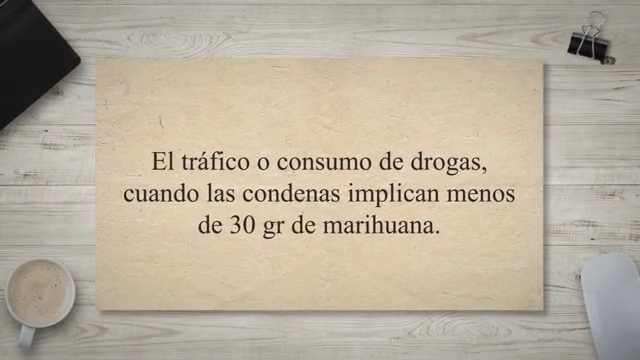 El tráfico o consumo de drogas,
cuando las condenas implican menos
de 30 gr de marihuana.